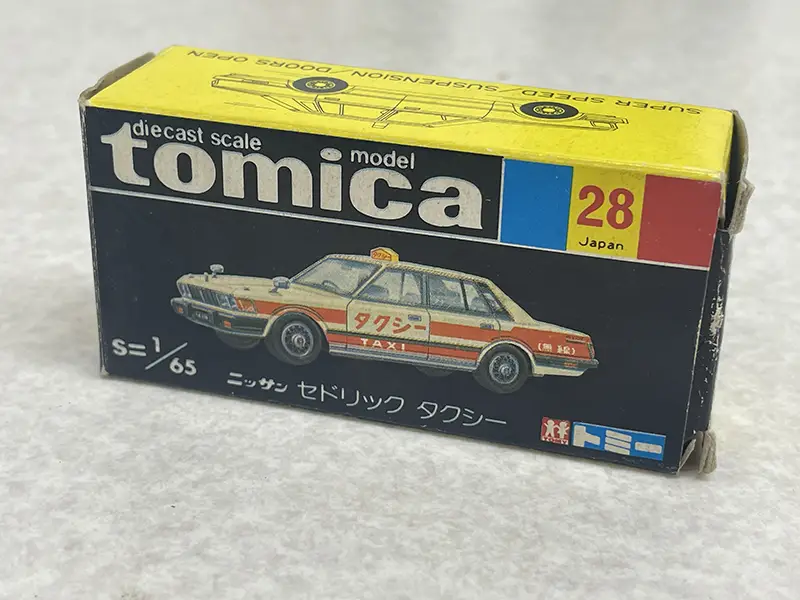 SUPER SPEED/SUSPENSION/DOORS OPEN
diecast scale
model
tomica
28
Japan
タクシー
TAXI
(無線)
S=1/65
ニッサン セドリック タクシー
TOMY
トミー